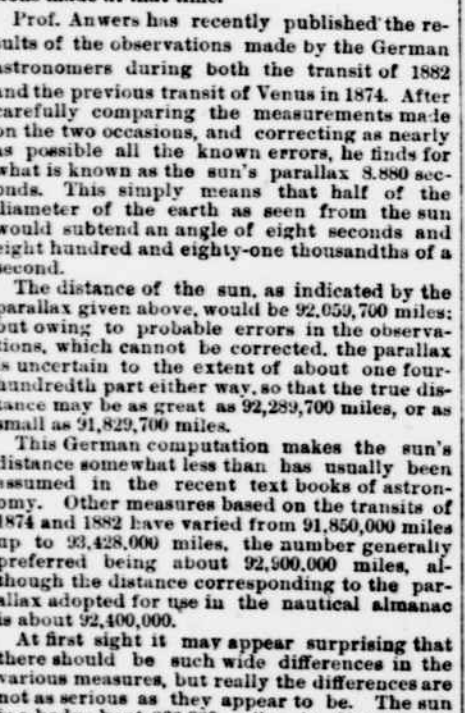 Prof. Anwers has recently published the re-
sults of the observations made by the German
astronomers during both the transit of 1882
and the previous transit of Venus in 1874. After
carefully comparing the measurements made
on the two occasions, and correcting as nearly
as possible all the known errors, he finds for
what is known as the sun's parallax 8.880 sec-
onds. This simply means that half of the
diameter of the earth as seen from the sun
would subtend an angle of eight seconds and
eight hundred and eighty-one thousandths of a
second.
The distance of the sun, as indicated by the
parallax given above, would be 92,059,700 miles;
but owing to probable errors in the observa-
tions, which cannot be corrected, the parallax
is uncertain to the extent of about one four-
hundredth part either way, so that the true dis-
tance may be as great as 92,289,700 miles, or as
small as 91,829,700 miles.
This German computation makes the sun's
distance somewhat less than has usually been
assumed in the recent text books of astron-
omy. Other measures based on the transits of
1874 and 1882 have varied from 91,850,000 miles
up to 93,428,000 miles, the number generally
preferred being about 92,900,000 miles, al-
though the distance corresponding to the par-
allax adopted for use in the nautical almanac
is about 92,400,000.
At first sight it may appear surprising that
there should be such wide differences in the
various measures, but really the differences are
not as serious as they appear to be. The sun